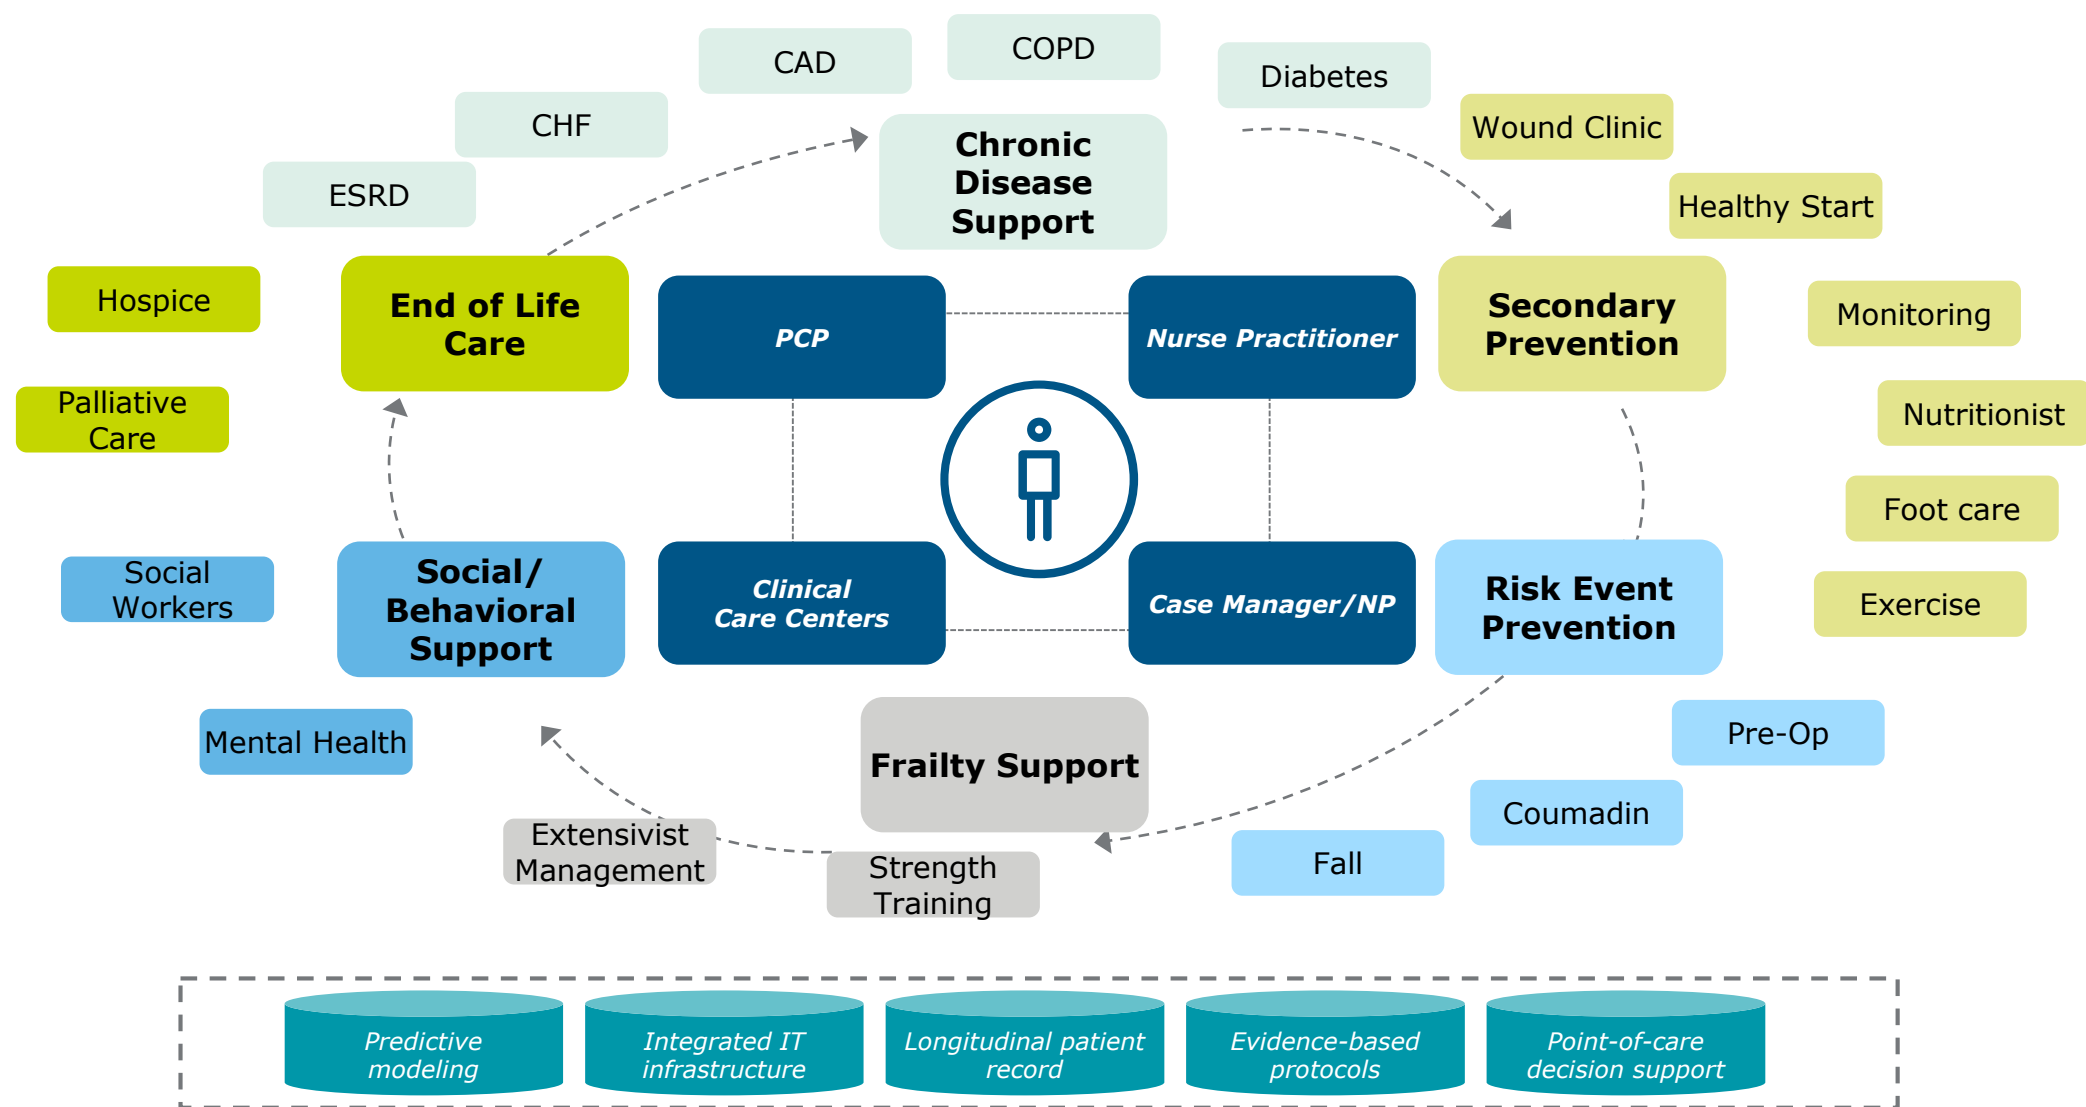 COPD
CAD
Diabetes
CHF
Wound Clinic
Chronic
Disease
Support
ESRD
Healthy Start
Hospice
End of Life
Care
PCP
Nurse Practitioner
Secondary
Prevention
Monitoring
Palliative
Care
Nutritionist
Foot care
Social
Workers
Social/
Behavioral
Support
Clinical
Care Centers
Case Manager/NP
Risk Event
Prevention
Exercise
Mental Health
Frailty Support
Pre-Op
Coumadin
Extensivist
Management
Strength
Training
Fall
Predictive
modeling
Integrated IT
infrastructure
Longitudinal patient
record
Evidence-based
protocols
Point-of-care
decision support